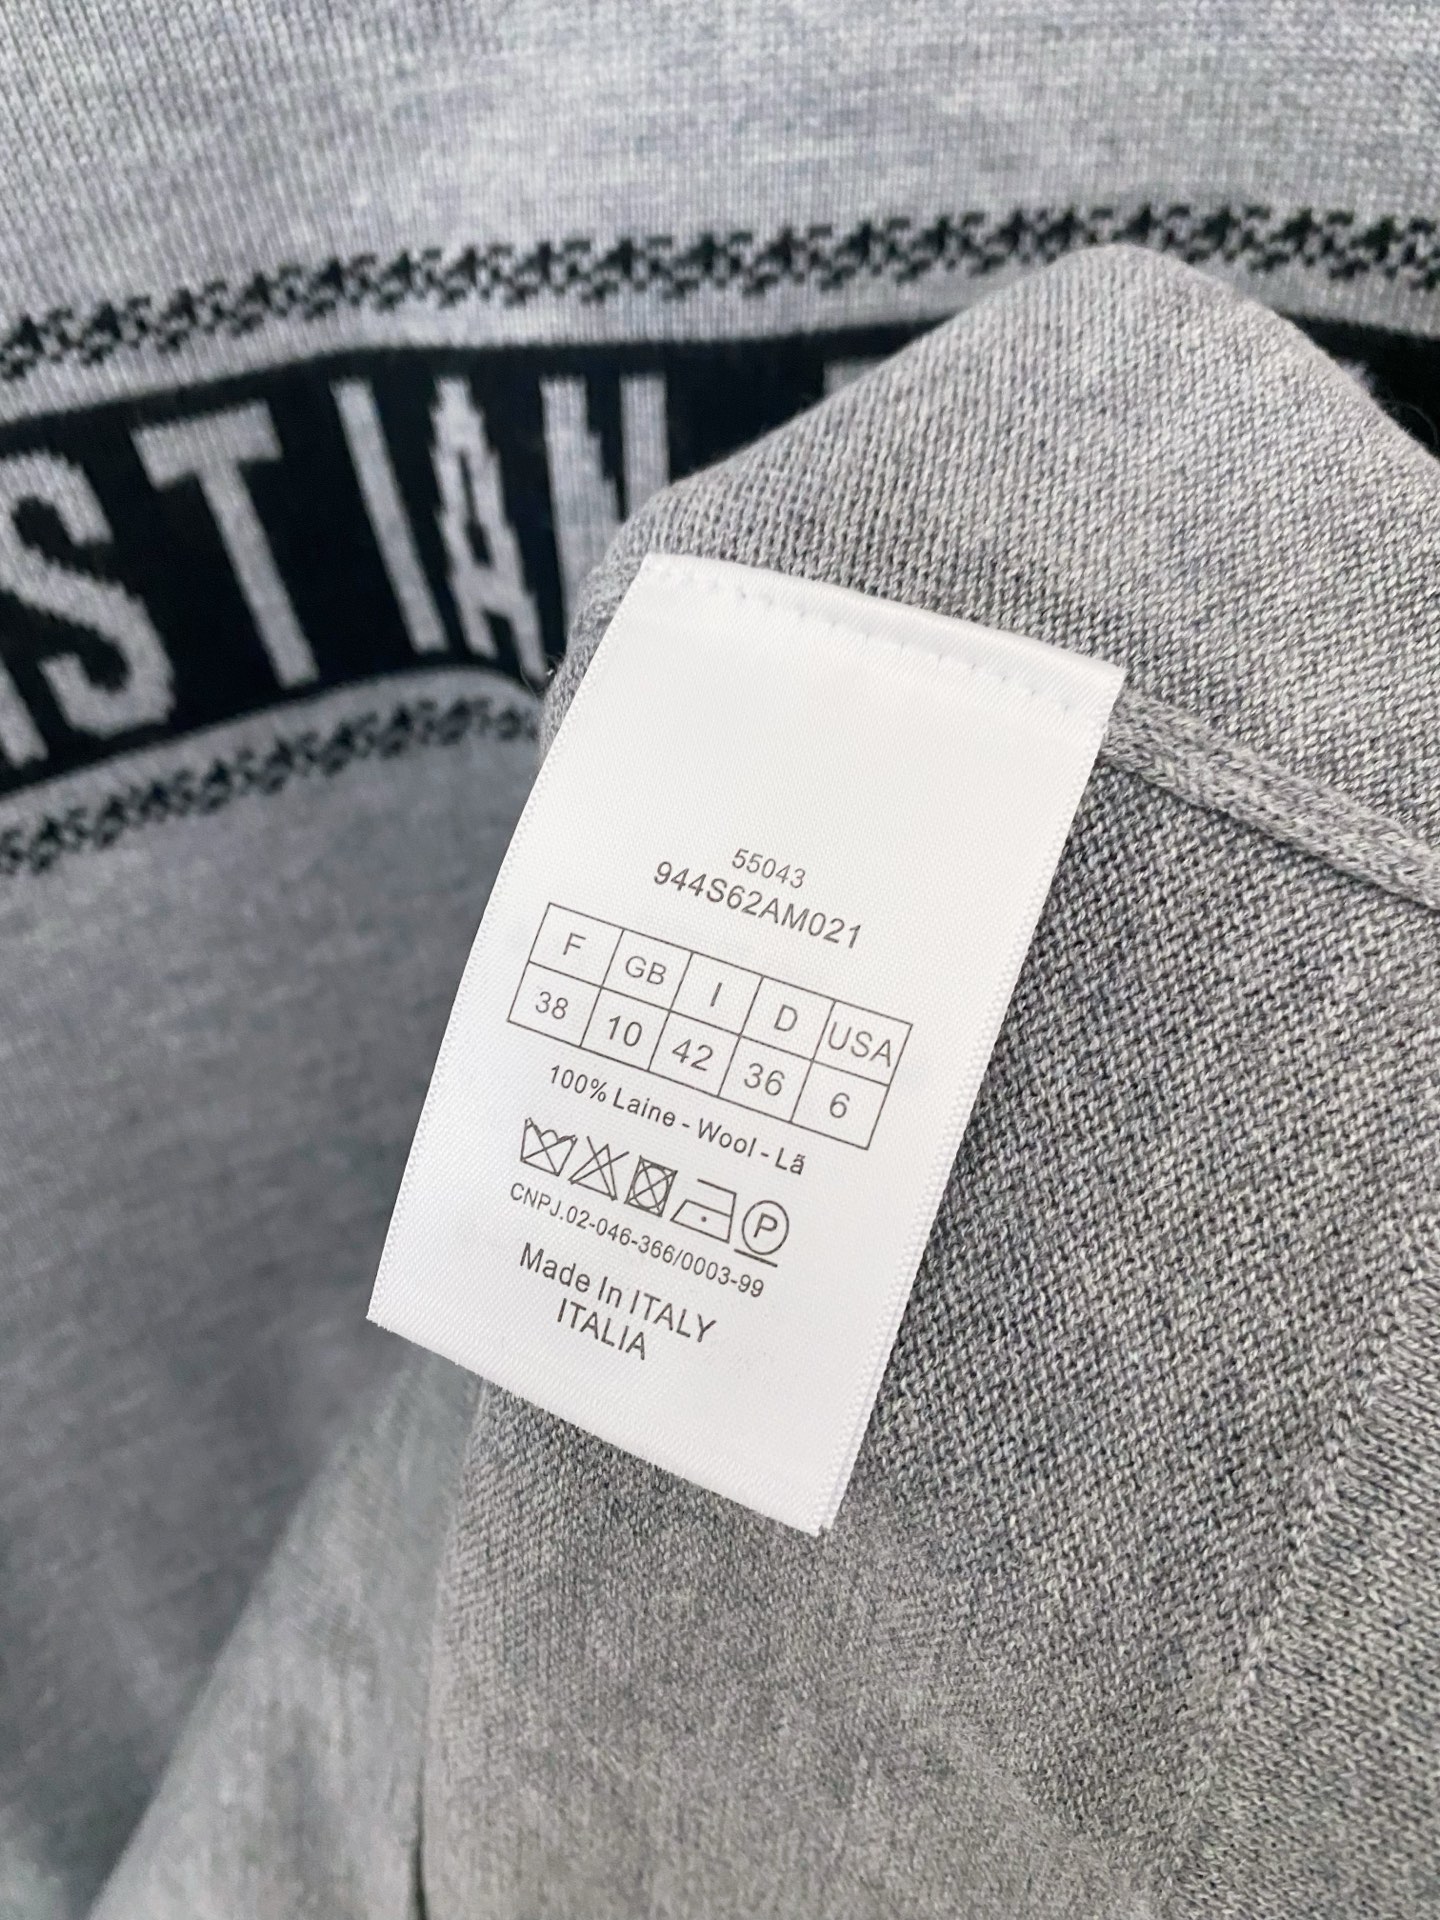 ISTIAN
55043
944S62AM021
F GB I D USA
38 10 42 36 6
100% Laine - Wool - Lã
P
CNPJ.02-046-366/0003-99
Made In ITALY
ITALIA